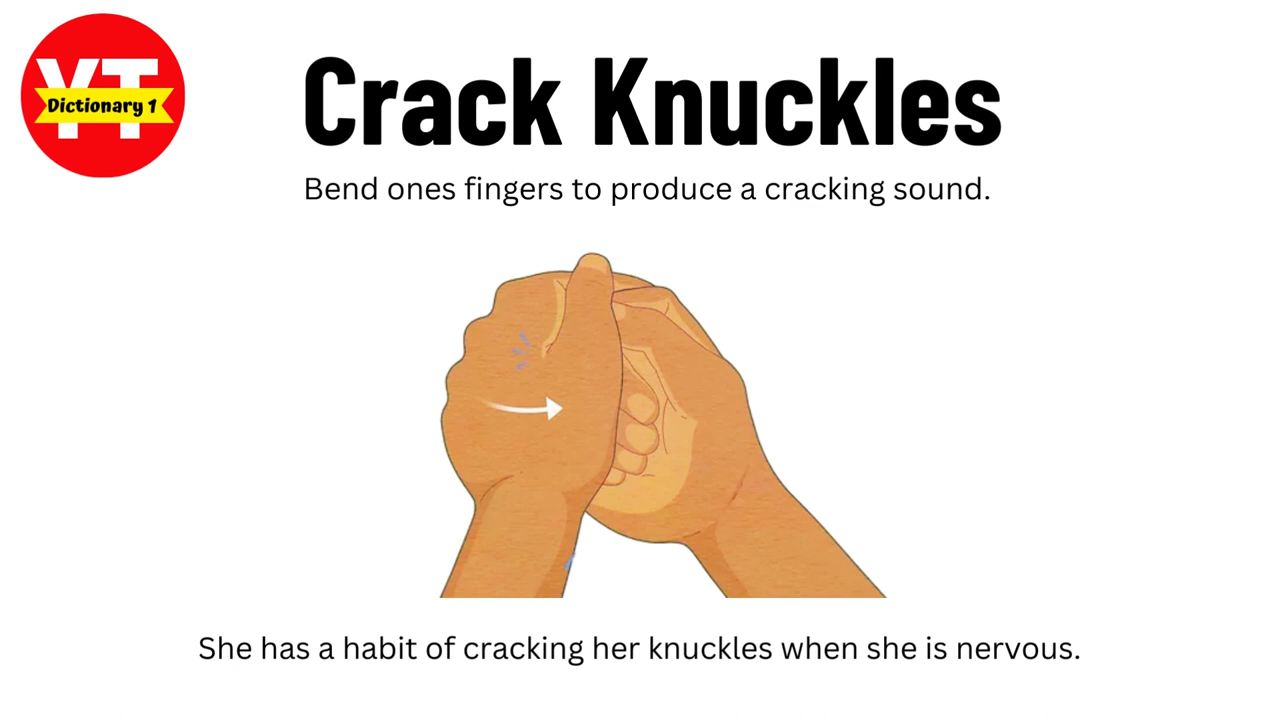 YT
Dictionary 1
Crack Knuckles
Bend ones fingers to produce a cracking sound.
She has a habit of cracking her knuckles when she is nervous.